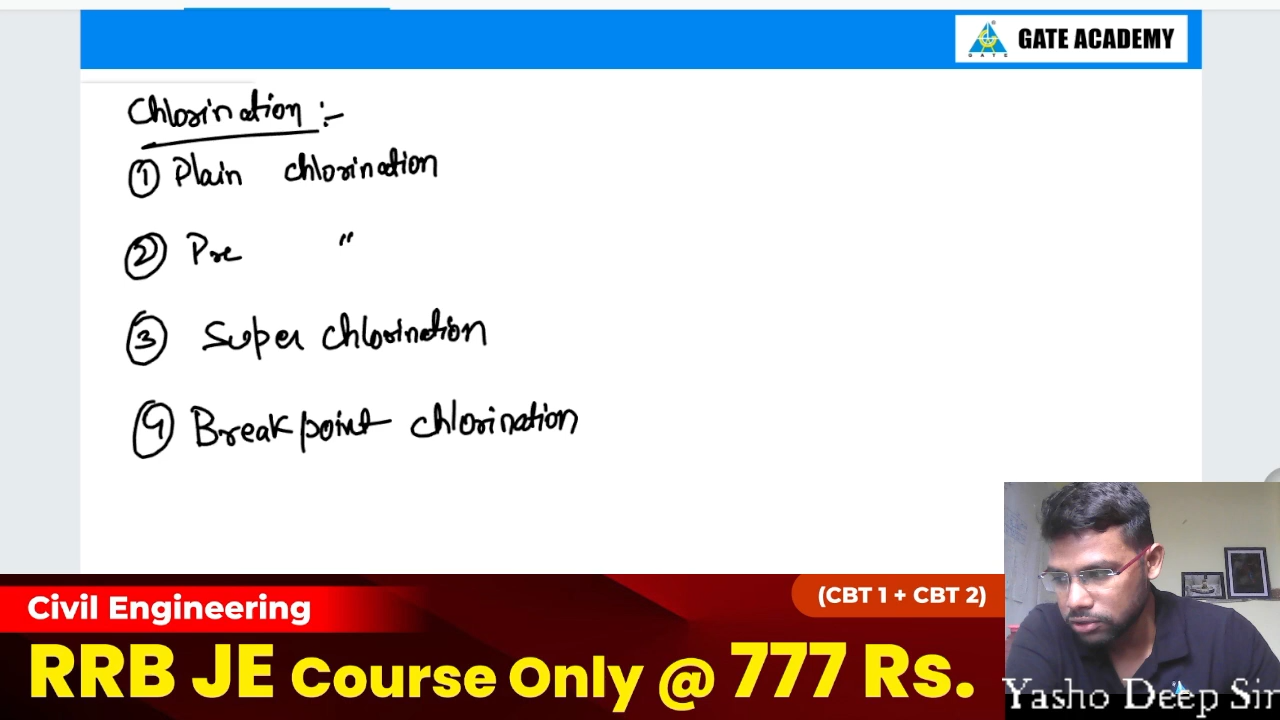 GATE ACADEMY
GATE
Chlorination :-
① Plain chlorination
② Pre "
③ Super chlorination
④ Breakpoint chlorination
Civil Engineering
(CBT 1 + CBT 2)
RRB JE Course Only @ 777 Rs.
Yasho Deep Sir